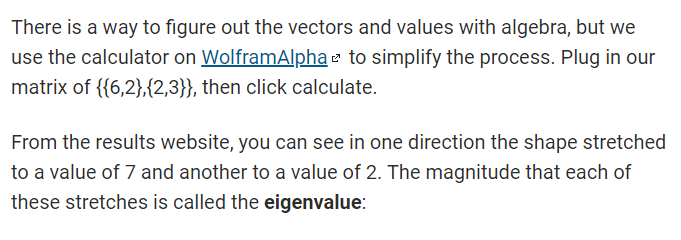 There is a way to figure out the vectors and values with algebra, but we
use the calculator on WolframAlpha to simplify the process. Plug in our
matrix of {{6,2},{2,3}}, then click calculate.
From the results website, you can see in one direction the shape stretched
to a value of 7 and another to a value of 2. The magnitude that each of
these stretches is called the eigenvalue: